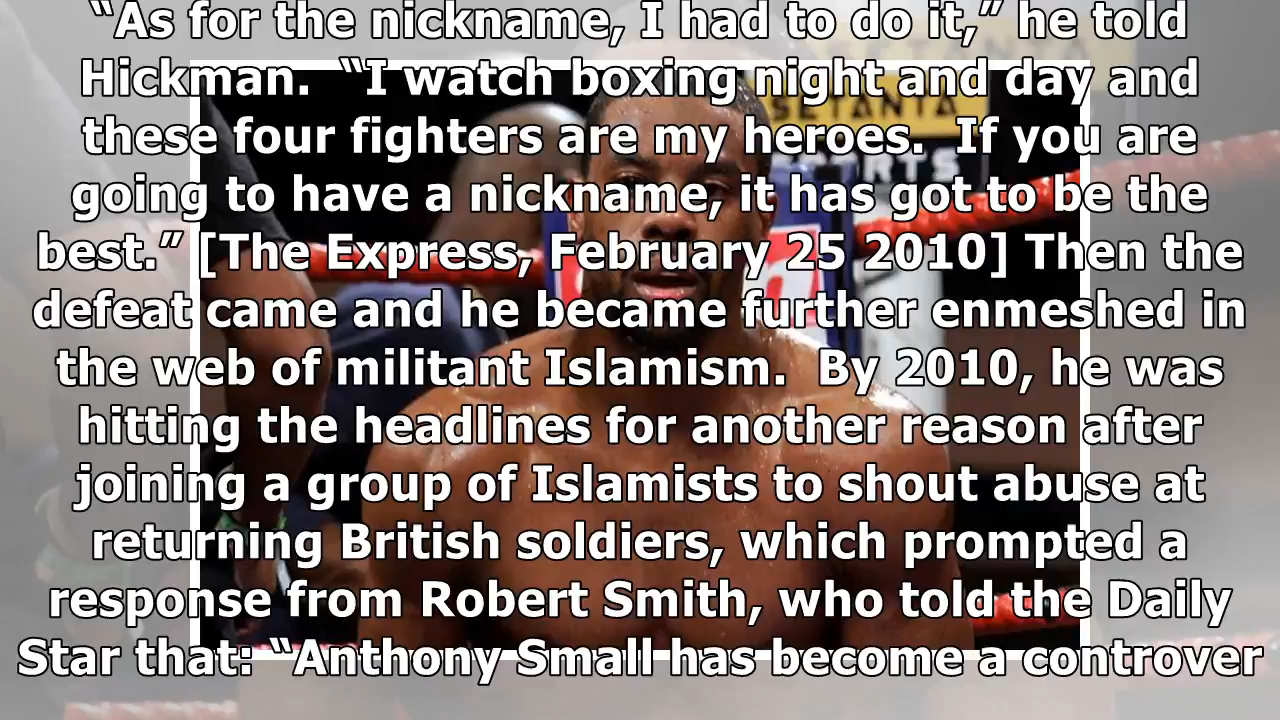 “As for the nickname, I had to do it,” he told
Hickman.  “I watch boxing night and day and
these four fighters are my heroes.  If you are
going to have a nickname, it has got to be the
best.” [The Express, February 25 2010] Then the
defeat came and he became further enmeshed in
the web of militant Islamism.  By 2010, he was
hitting the headlines for another reason after
joining a group of Islamists to shout abuse at
returning British soldiers, which prompted a
response from Robert Smith, who told the Daily
Star that: “Anthony Small has become a controver
SETANTA